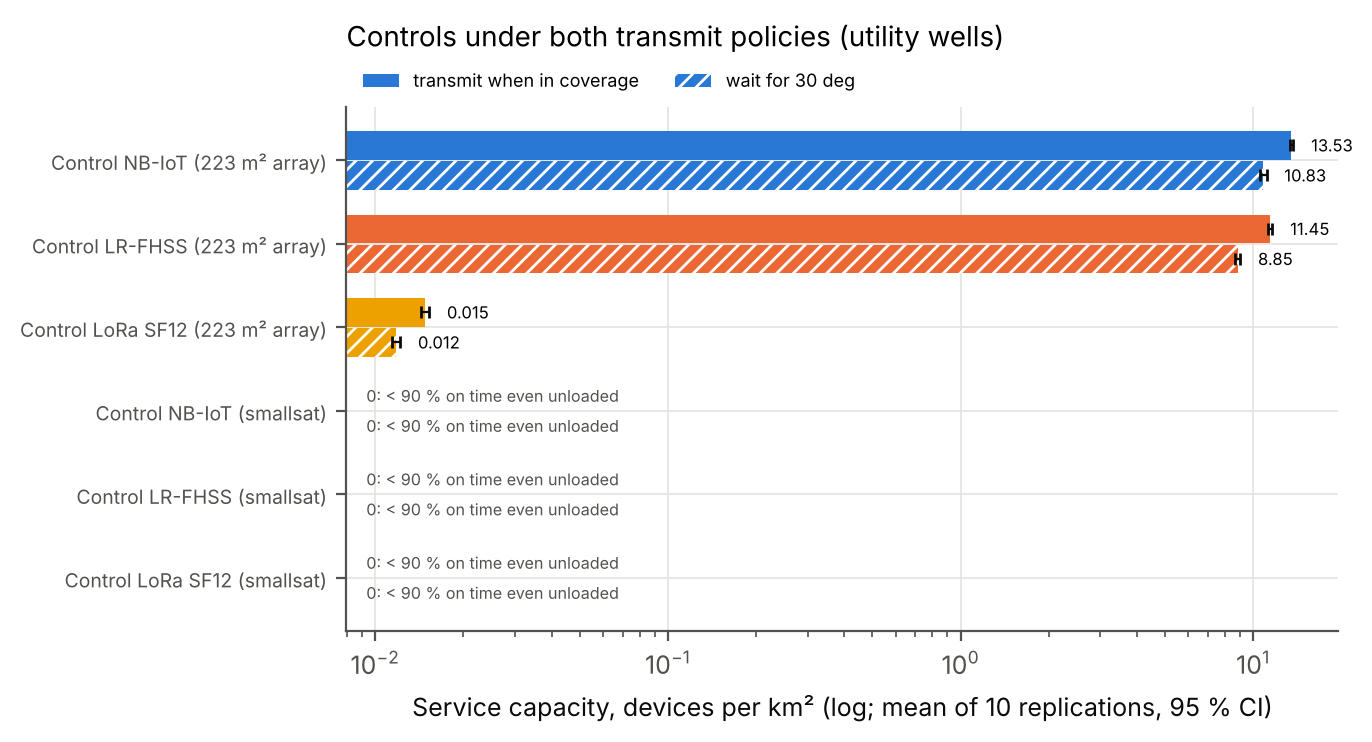 Controls under both transmit policies (utility wells)
transmit when in coverage
wait for 30 deg
Control NB-IoT (223 m² array)
13.53
10.83
Control LR-FHSS (223 m² array)
11.45
8.85
Control LoRa SF12 (223 m² array)
0.015
0.012
Control NB-IoT (smallsat)
0: < 90 % on time even unloaded
0: < 90 % on time even unloaded
Control LR-FHSS (smallsat)
0: < 90 % on time even unloaded
0: < 90 % on time even unloaded
Control LoRa SF12 (smallsat)
0: < 90 % on time even unloaded
0: < 90 % on time even unloaded
10⁻² 10⁻¹ 10⁰ 10¹
Service capacity, devices per km² (log; mean of 10 replications, 95 % CI)